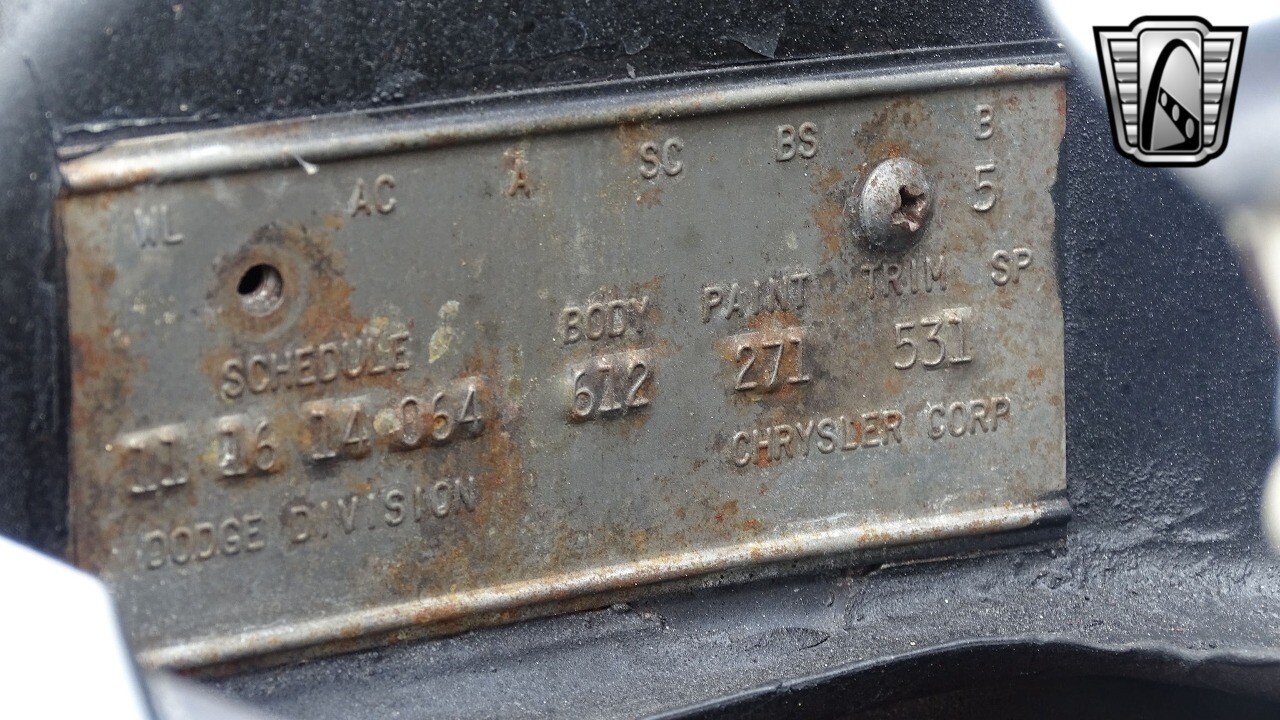 WL AC A SC BS B
5
SCHEDULE BODY PAINT TRIM SP
11 16 14 064 612 271 531
DODGE DIVISION CHRYSLER CORP